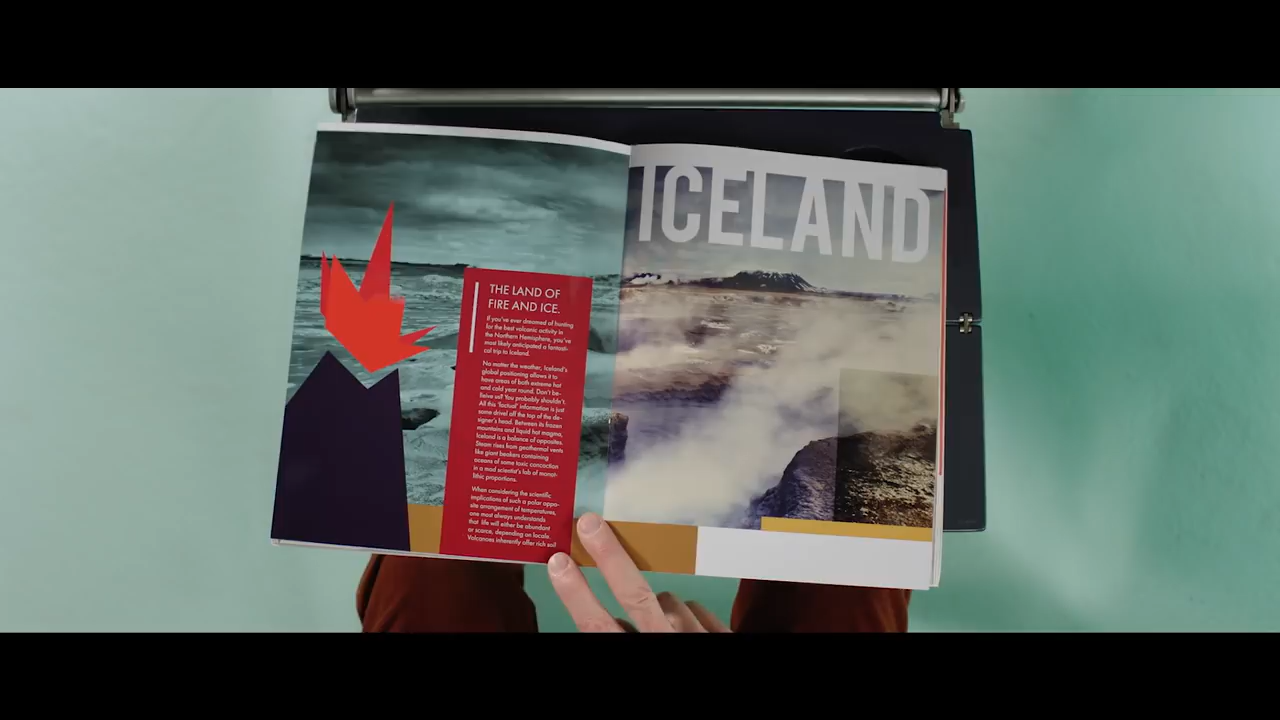 THE LAND OF
FIRE AND ICE.
If you've ever dreamed of hunting
for the best volcanic activity in
the Northern Hemisphere, you've
most likely anticipated a fantasti-
cal trip to Iceland.
No matter the weather, Iceland's
global positioning allows it to
have areas of both extreme hot
and cold year round. Don't be-
lieve us? You probably shouldn't.
All this 'factual' information is just
some drivel off the top of the de-
signer's head. Between its frozen
mountains and liquid hot magma,
Iceland is a balance of opposites.
Steam rises from geothermal vents
like giant beakers containing
oceans of some toxic concoction
in a mad scientist's lab of monol-
ithic proportions.
When considering the scientific
implications of such a polar oppo-
site arrangement of temperatures,
one most always understands
that life will either be abundant
or scarce, depending on locale.
Volcanoes inherently offer rich soil
ICELAND